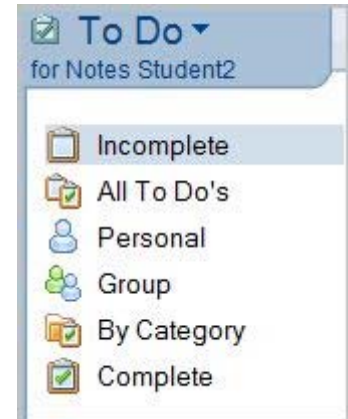 To Do
for Notes Student2
Incomplete
All To Do's
Personal
Group
By Category
Complete